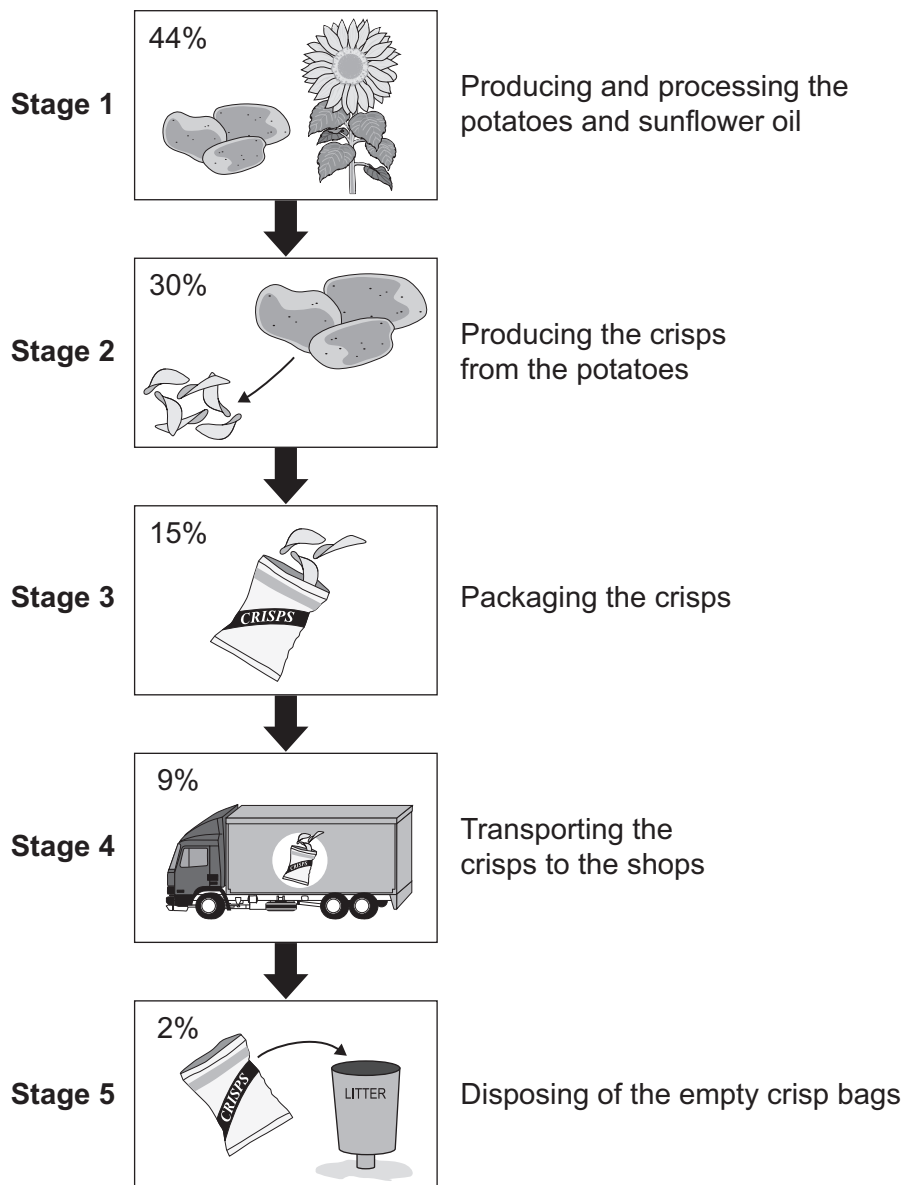 44%
Stage 1
Producing and processing the
potatoes and sunflower oil
30%
Stage 2
Producing the crisps
from the potatoes
15%
Stage 3
CRISPS
Packaging the crisps
9%
Stage 4
CRISPS
Transporting the
crisps to the shops
2%
Stage 5
CRISPS
LITTER
Disposing of the empty crisp bags